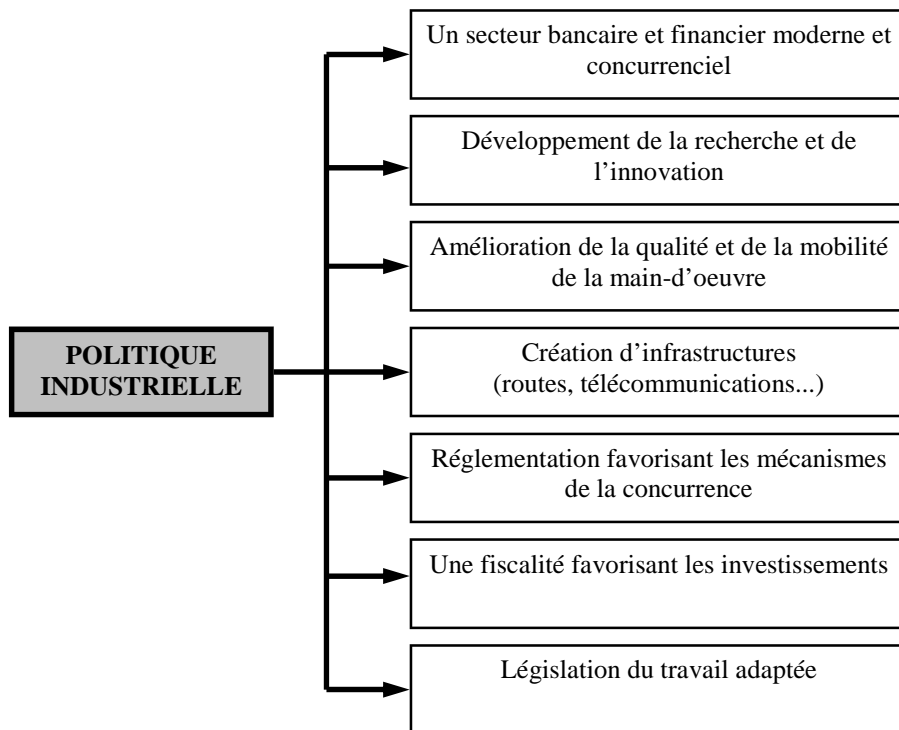 Un secteur bancaire et financier moderne et
concurrenciel
Développement de la recherche et de
l’innovation
Amélioration de la qualité et de la mobilité
de la main-d’oeuvre
POLITIQUE
INDUSTRIELLE
Création d’infrastructures
(routes, télécommunications...)
Réglementation favorisant les mécanismes
de la concurrence
Une fiscalité favorisant les investissements
Législation du travail adaptée